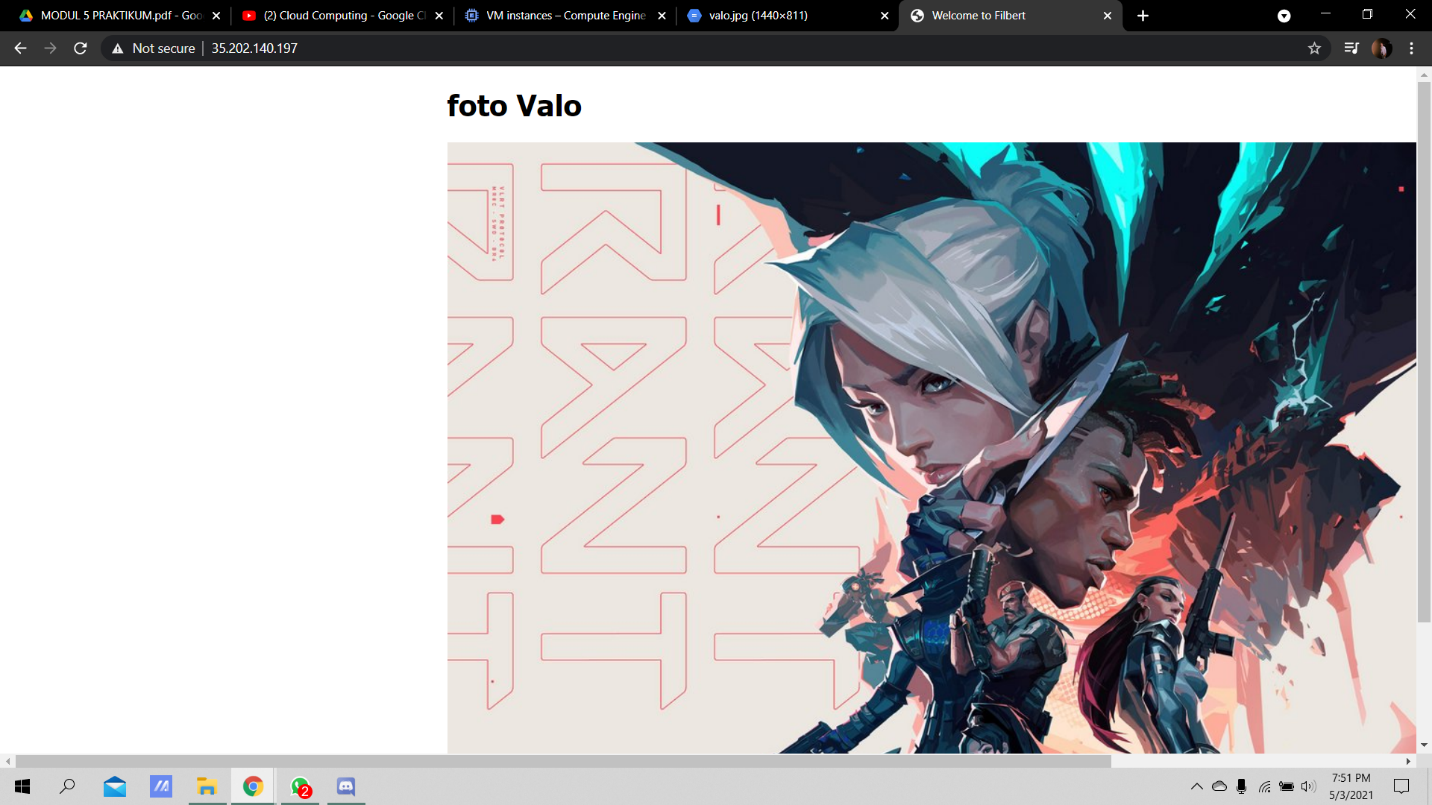 MODUL 5 PRAKTIKUM.pdf - Goo
(2) Cloud Computing - Google Cl
VM instances – Compute Engine
valo.jpg (1440×811)
Welcome to Filbert
Not secure
35.202.140.197
foto Valo
2
7:51 PM
5/3/2021